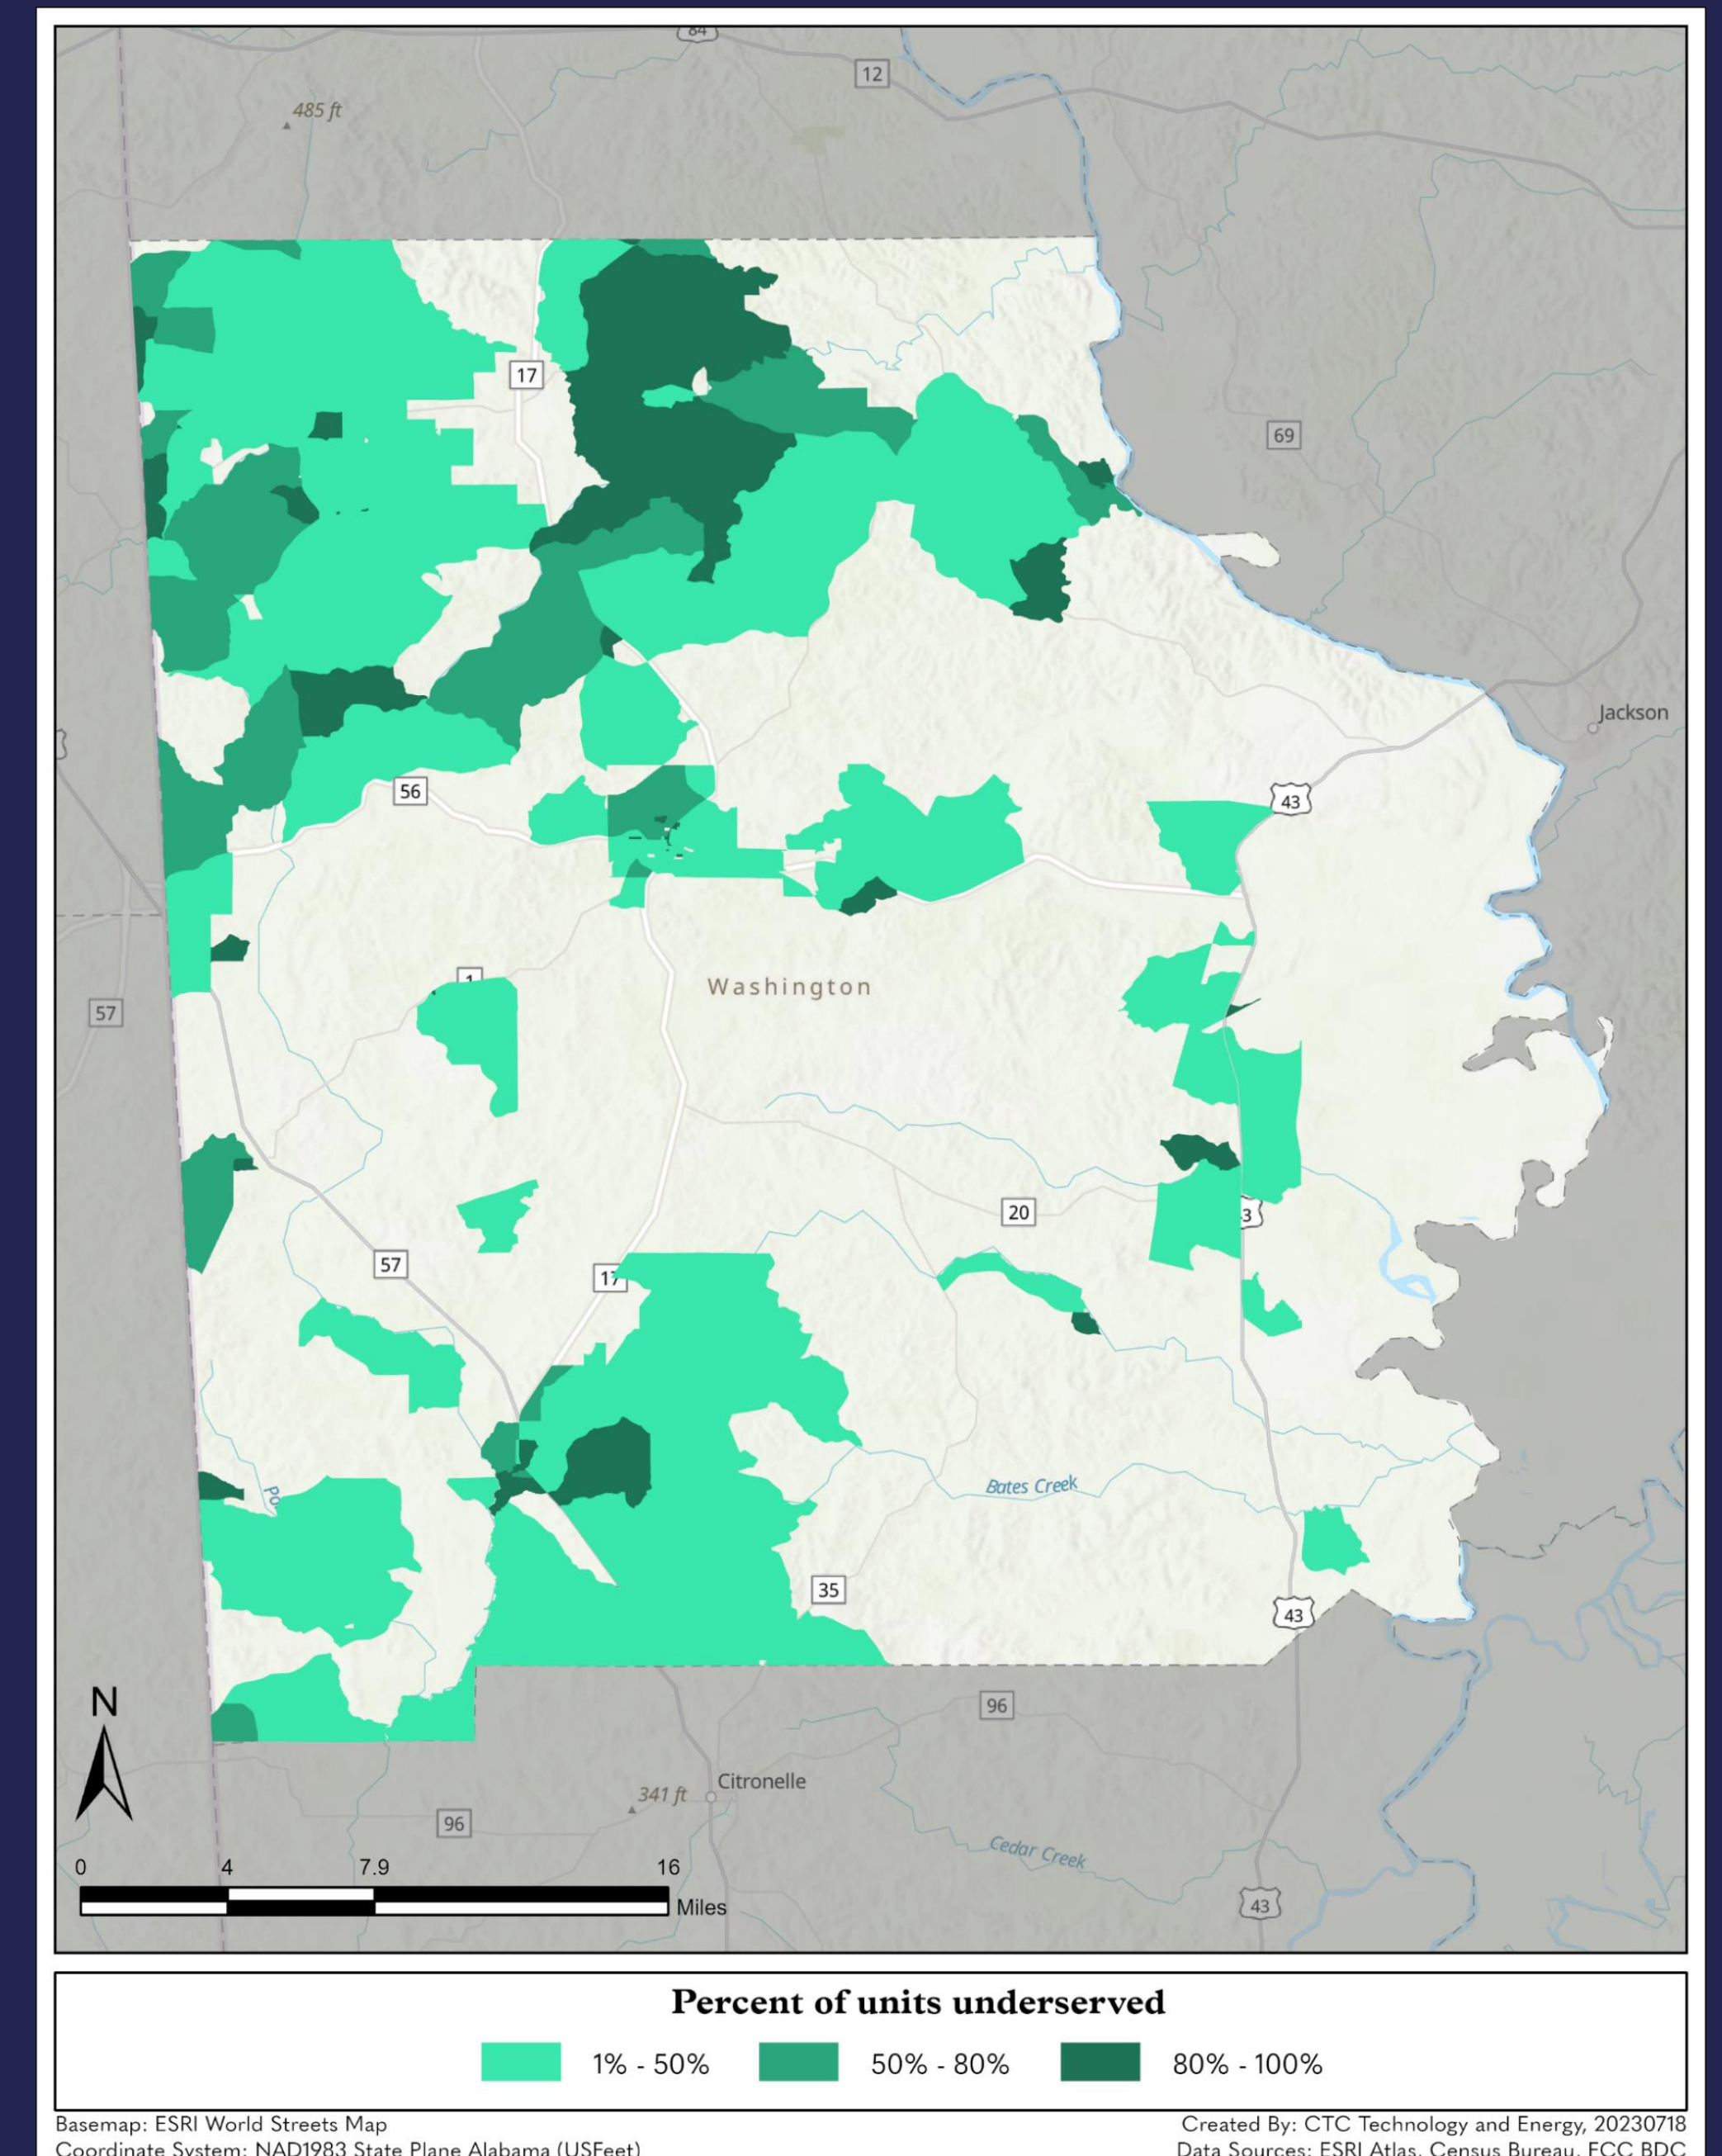 84
12
485 ft
17
69
Jackson
43
56
1
Washington
57
20
3
57
17
Bates Creek
35
43
N
96
Citronelle
341 ft
96
Cedar Creek
0 4 7.9 16
Miles
43
Percent of units underserved
1% - 50% 50% - 80% 80% - 100%
Basemap: ESRI World Streets Map
Created By: CTC Technology and Energy, 20230718
Coordinate System: NAD1983 State Plane Alabama (USFeet)
Data Sources: ESRI Atlas, Census Bureau, FCC BDC